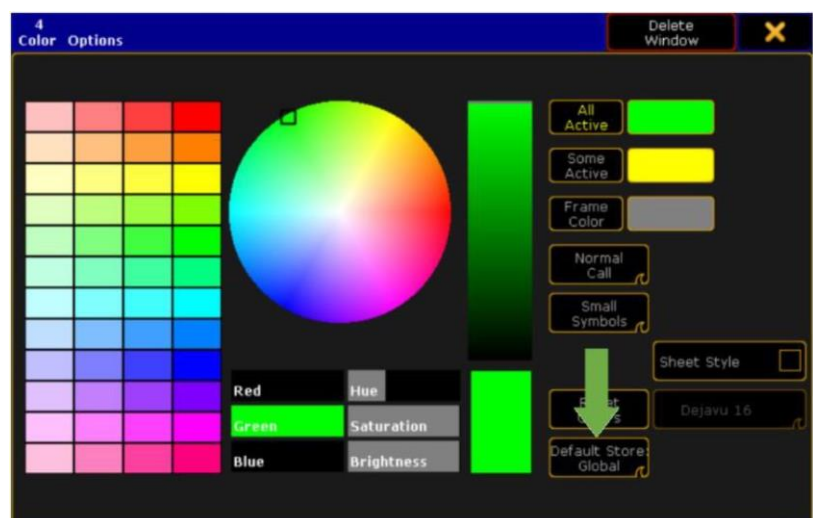 4
Color Options
Delete
Window
All
Active
Some
Active
Frame
Color
Normal
Call
Small
Symbols
Sheet Style
Red
Hue
Green
Saturation
Dejavu 16
Blue
Brightness
Default Store:
Global